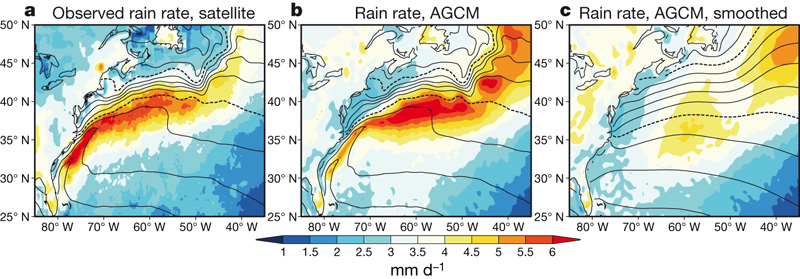 a Observed rain rate, satellite
b Rain rate, AGCM
c Rain rate, AGCM, smoothed
50° N
45° N
40° N
35° N
30° N
25° N
80° W 70° W 60° W 50° W 40° W
50° N
45° N
40° N
35° N
30° N
25° N
80° W 70° W 60° W 50° W 40° W
50° N
45° N
40° N
35° N
30° N
25° N
80° W 70° W 60° W 50° W 40° W
1 1.5 2 2.5 3 3.5 4 4.5 5 5.5 6
mm d⁻¹